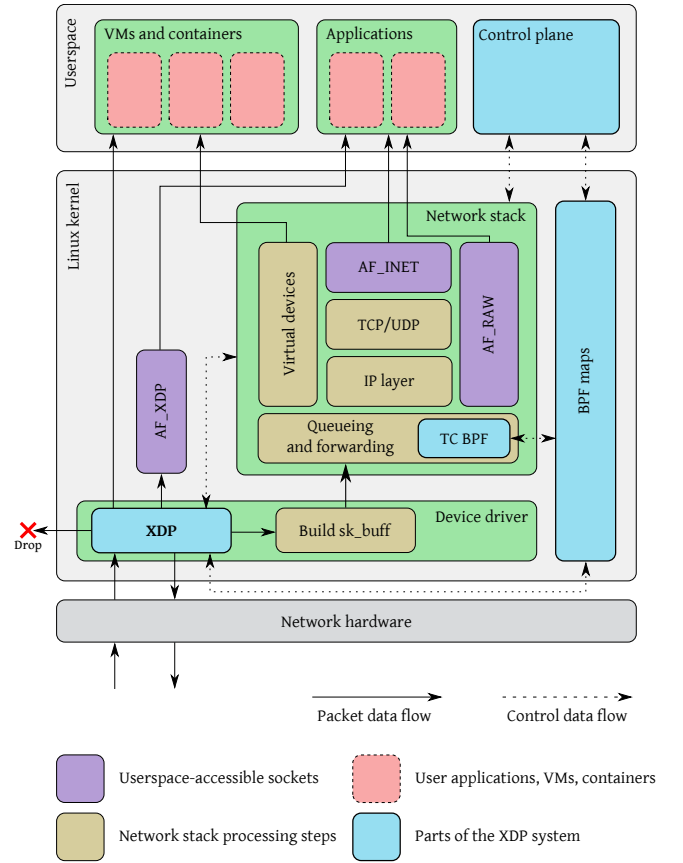 Userspace
VMs and containers
Applications
Control plane
Linux kernel
Network stack
Virtual devices
AF_INET
TCP/UDP
IP layer
AF_RAW
BPF maps
AF_XDP
Queueing
and forwarding
TC BPF
Device driver
XDP
Build sk_buff
Drop
Network hardware
Packet data flow
Control data flow
Userspace-accessible sockets
User applications, VMs, containers
Network stack processing steps
Parts of the XDP system